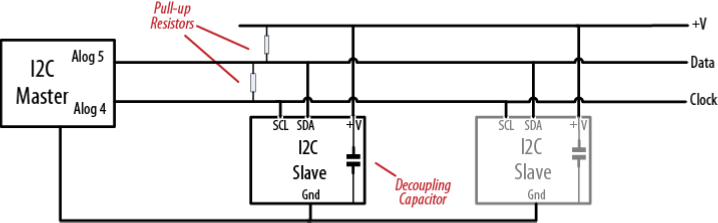 Pull-up
Resistors
+V
Alog 5
Data
I2C
Master
Alog 4
Clock
SCL SDA +V
SCL SDA +V
I2C
Slave
I2C
Slave
Decoupling
Capacitor
Gnd
Gnd